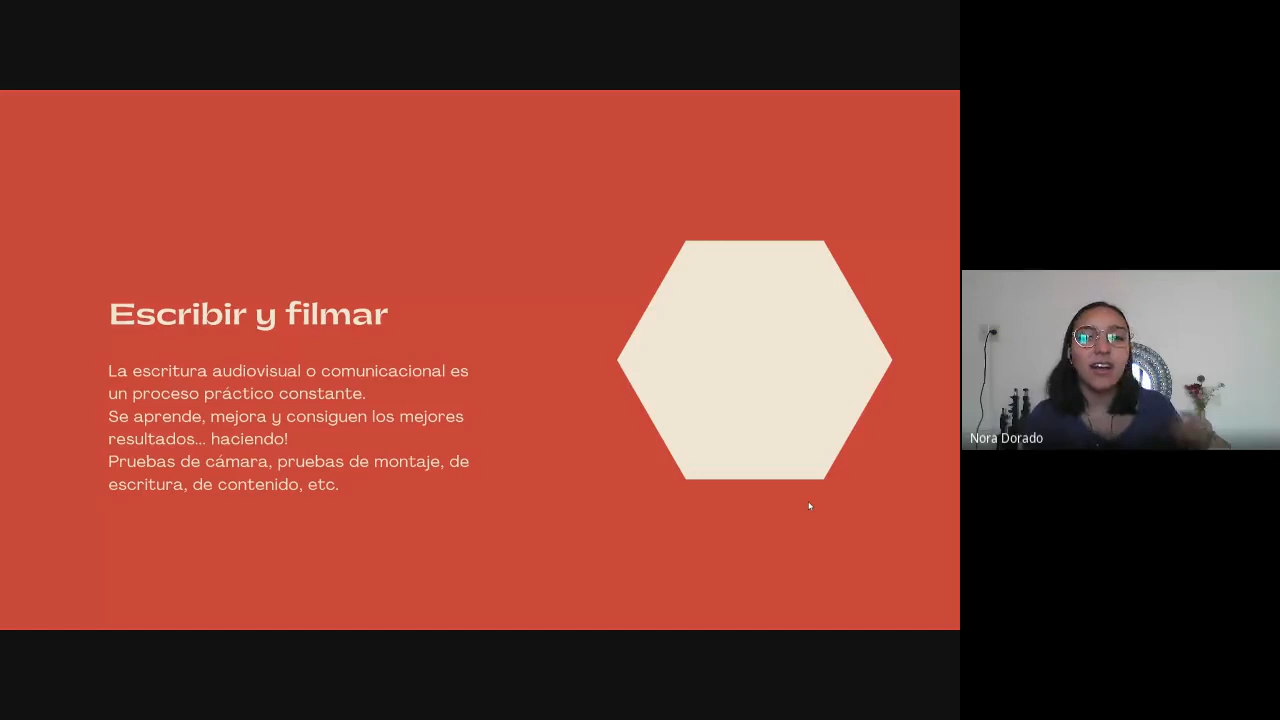 Escribir y filmar
La escritura audiovisual o comunicacional es
un proceso práctico constante.
Se aprende, mejora y consiguen los mejores
resultados... haciendo!
Pruebas de cámara, pruebas de montaje, de
escritura, de contenido, etc.
Nora Dorado